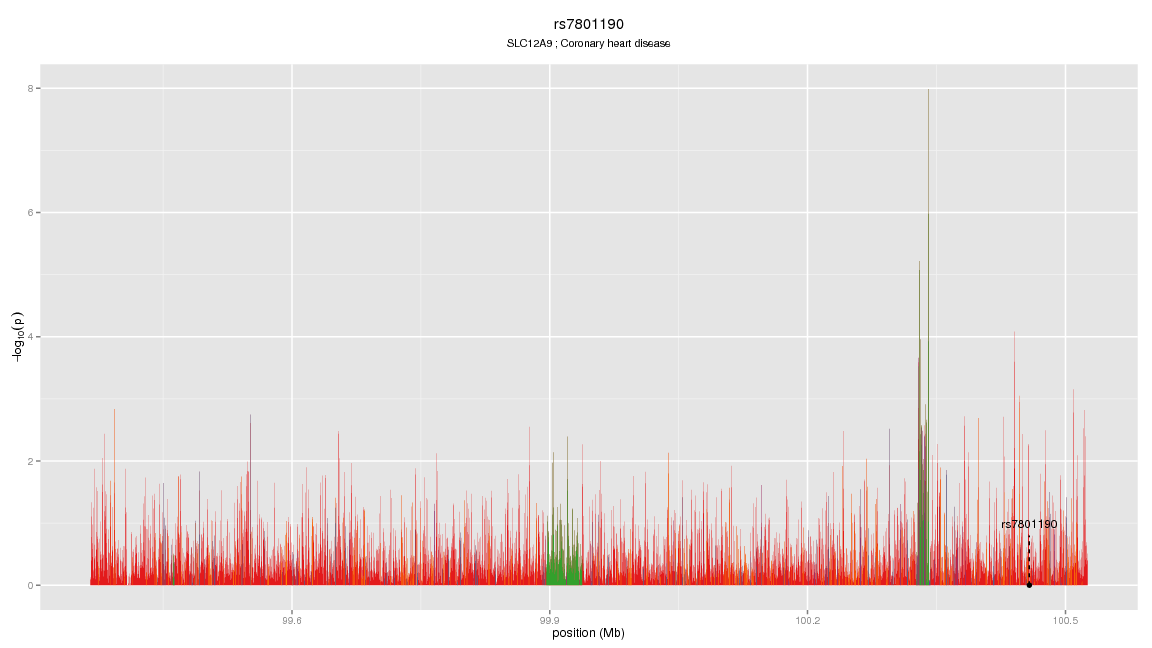 rs7801190
SLC12A9 ; Coronary heart disease
8
6
4
2
0
−log10(p)
rs7801190
99.6
99.9
100.2
100.5
position (Mb)